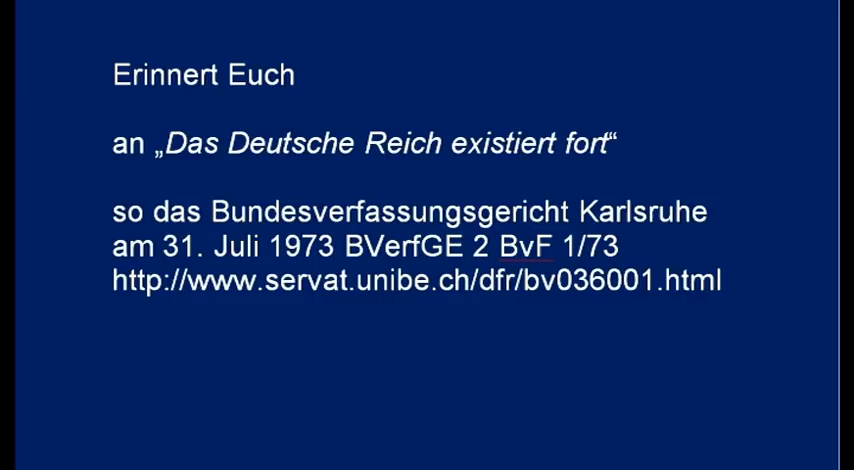 Erinnert Euch
an „Das Deutsche Reich existiert fort“
so das Bundesverfassungsgericht Karlsruhe
am 31. Juli 1973 BVerfGE 2 BvF 1/73
http://www.servat.unibe.ch/dfr/bv036001.html